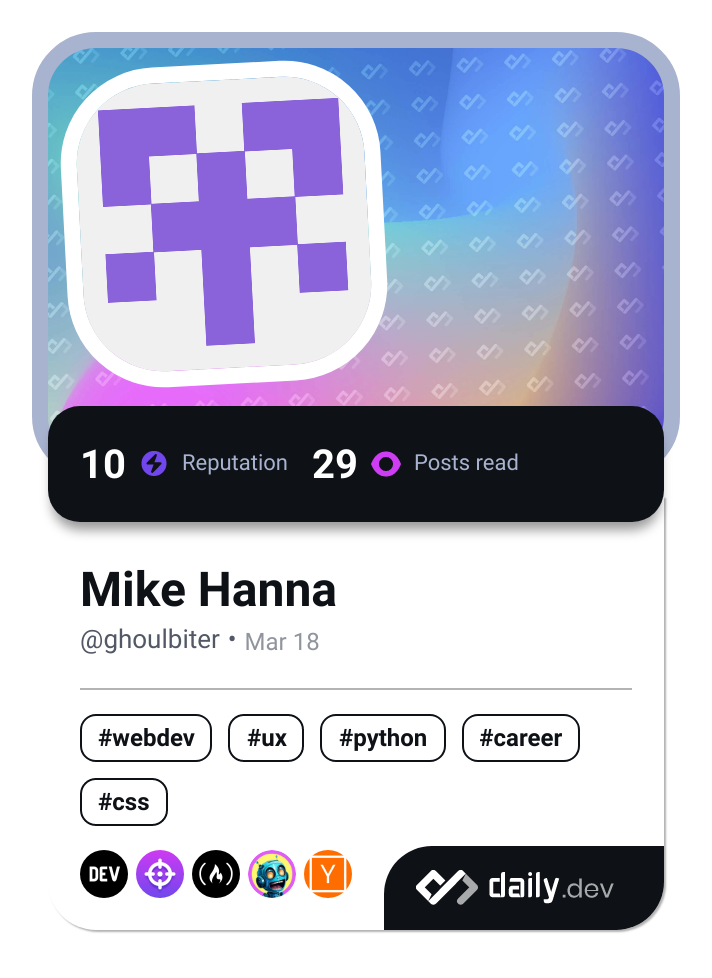 10 Reputation 29 Posts read
Mike Hanna
@ghoulbiter • Mar 18
#webdev #ux #python #career
#css
DEV Y daily.dev